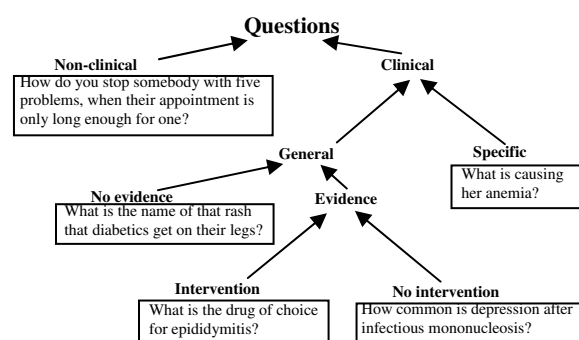 Questions
Non-clinical
Clinical
How do you stop somebody with five
problems, when their appointment is
only long enough for one?
General
Specific
What is causing
her anemia?
No evidence
Evidence
What is the name of that rash
that diabetics get on their legs?
Intervention
No intervention
What is the drug of choice
for epididymitis?
How common is depression after
infectious mononucleosis?